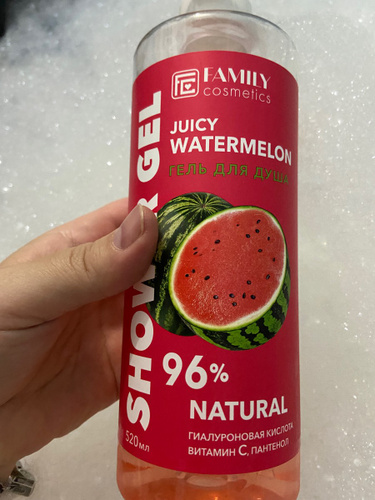 FAMILY
cosmetics
JUICY
WATERMELON
ГЕЛЬ ДЛЯ ДУША
SHOWER GEL
96%
NATURAL
ГИАЛУРОНОВАЯ КИСЛОТА
ВИТАМИН С, ПАНТЕНОЛ
520мл